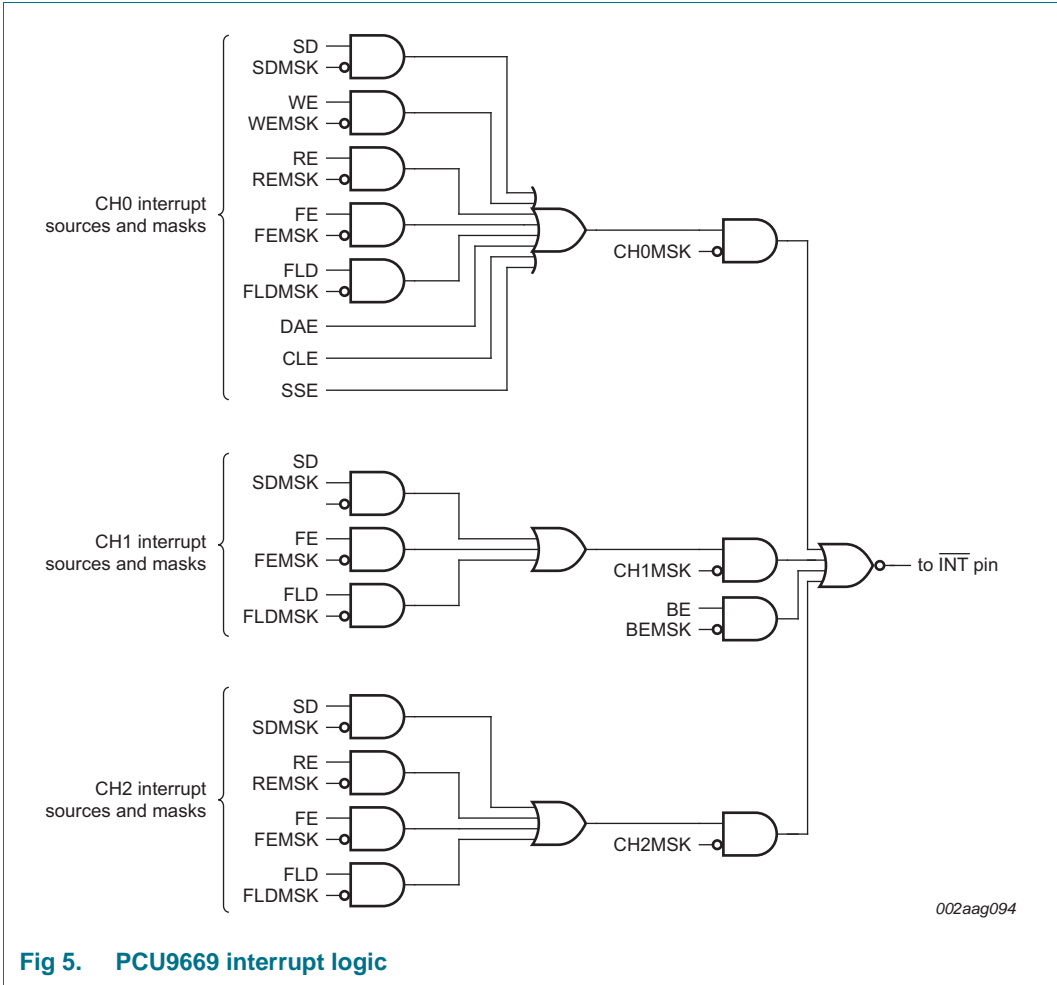 SD
SDMSK
WE
WEMSK
RE
REMSK
FE
FEMSK
FLD
FLDMSK
DAE
CLE
SSE
CH0 interrupt
sources and masks
CH0MSK
SD
SDMSK
FE
FEMSK
FLD
FLDMSK
CH1 interrupt
sources and masks
CH1MSK
BE
BEMSK
to INT pin
SD
SDMSK
RE
REMSK
FE
FEMSK
FLD
FLDMSK
CH2 interrupt
sources and masks
CH2MSK
002aag094
Fig 5. PCU9669 interrupt logic